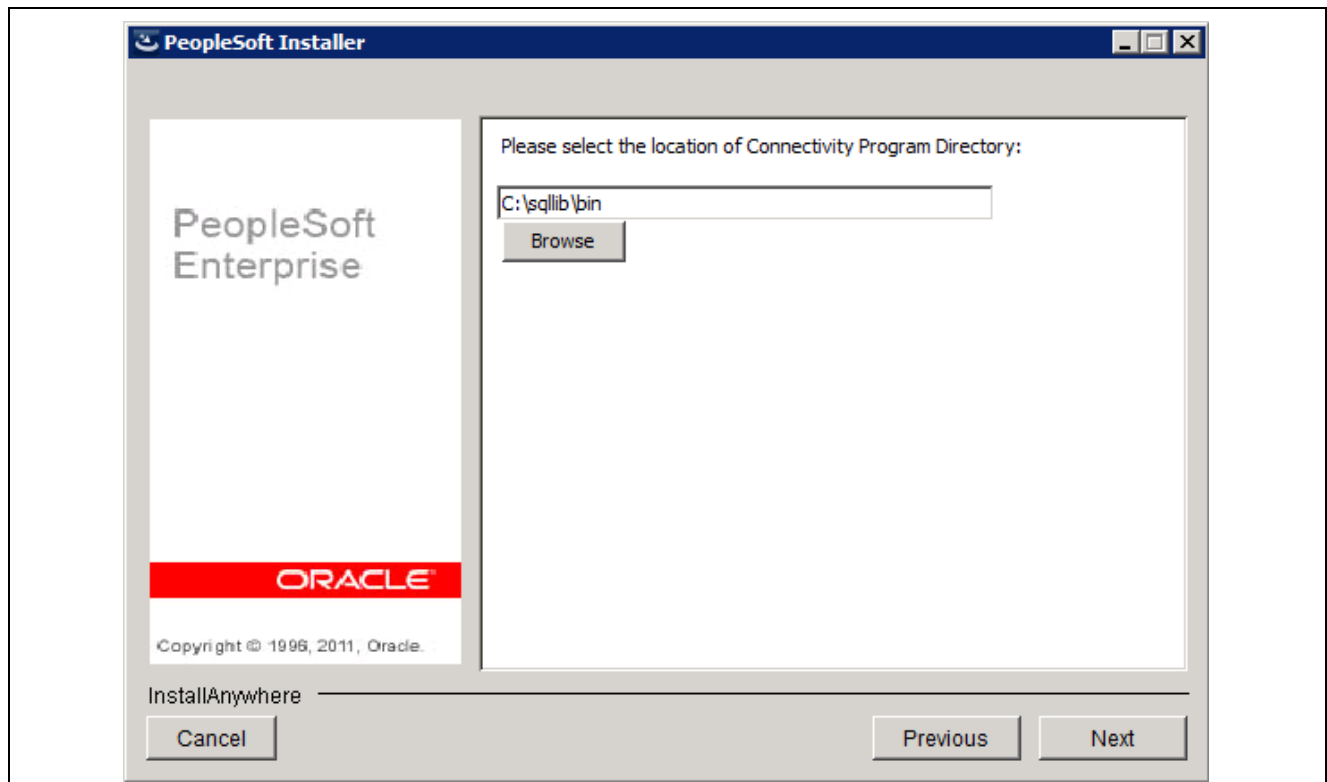 PeopleSoft Installer
Please select the location of Connectivity Program Directory:
C:\sqllib\bin
Browse
PeopleSoft
Enterprise
ORACLE
Copyright © 1996, 2011, Oracle.
InstallAnywhere
Cancel
Previous
Next